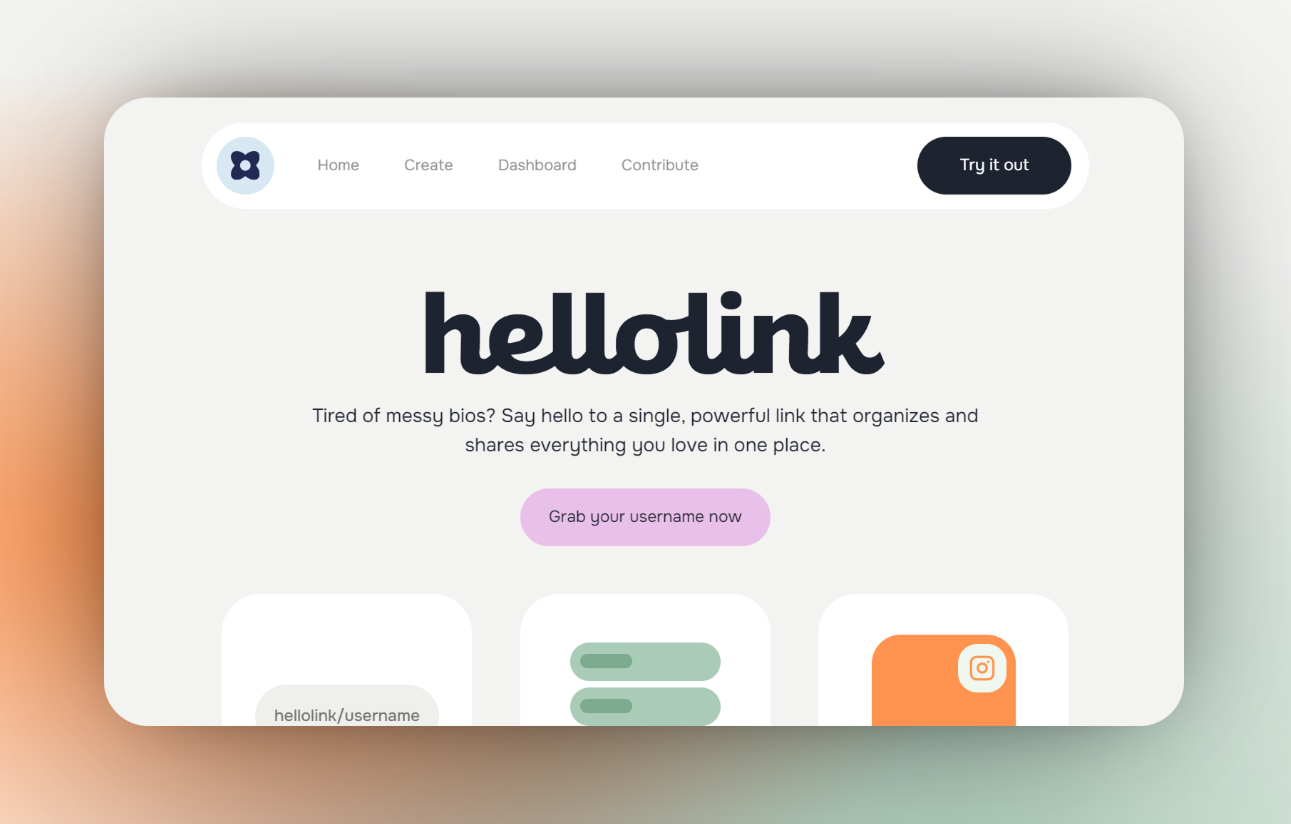 Home Create Dashboard Contribute Try it out
hellolink
Tired of messy bios? Say hello to a single, powerful link that organizes and
shares everything you love in one place.
Grab your username now
hellolink/username